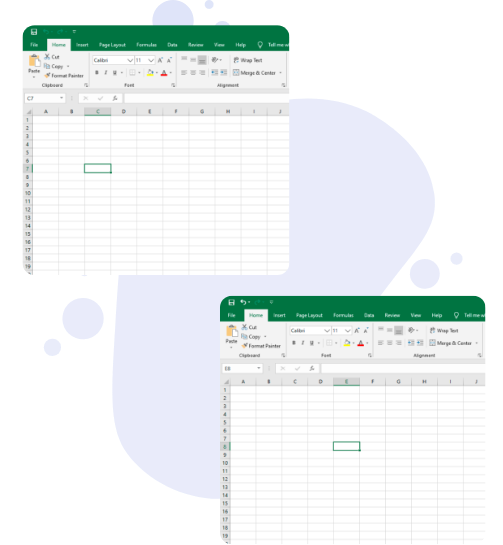 File Home Insert Page Layout Formulas Data Review View Help Tell me w
Cut
Calibri 11 A A Wrap Text
Copy
Paste
Format Painter
B I U A Merge & Center
Clipboard Font Alignment
C7 fx
A B C D E F G H I J
1
2
3
4
5
6
7
8
9
10
11
12
13
14
15
16
17
18
19
File Home Insert Page Layout Formulas Data Review View Help Tell me w
Cut
Calibri 11 A A Wrap Text
Copy
Paste
Format Painter
B I U A Merge & Center
Clipboard Font Alignment
E8 fx
A B C D E F G H I J
1
2
3
4
5
6
7
8
9
10
11
12
13
14
15
16
17
18
19